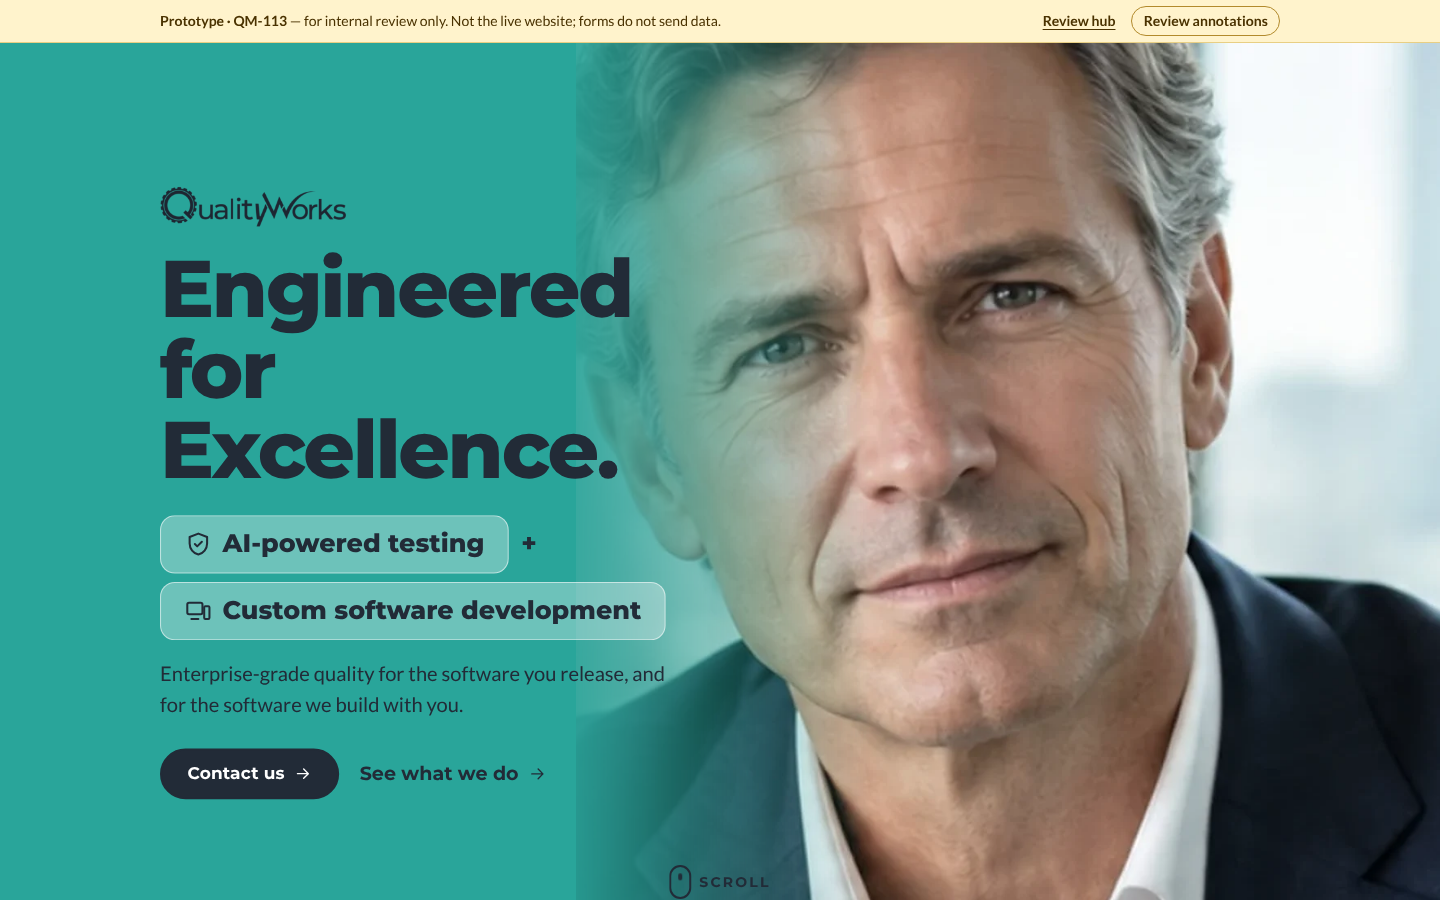 Prototype · QM-113 — for internal review only. Not the live website; forms do not send data.
Review hub
Review annotations
QualityWorks
Engineered
for
Excellence.
AI-powered testing +
Custom software development
Enterprise-grade quality for the software you release, and
for the software we build with you.
Contact us →
See what we do →
SCROLL